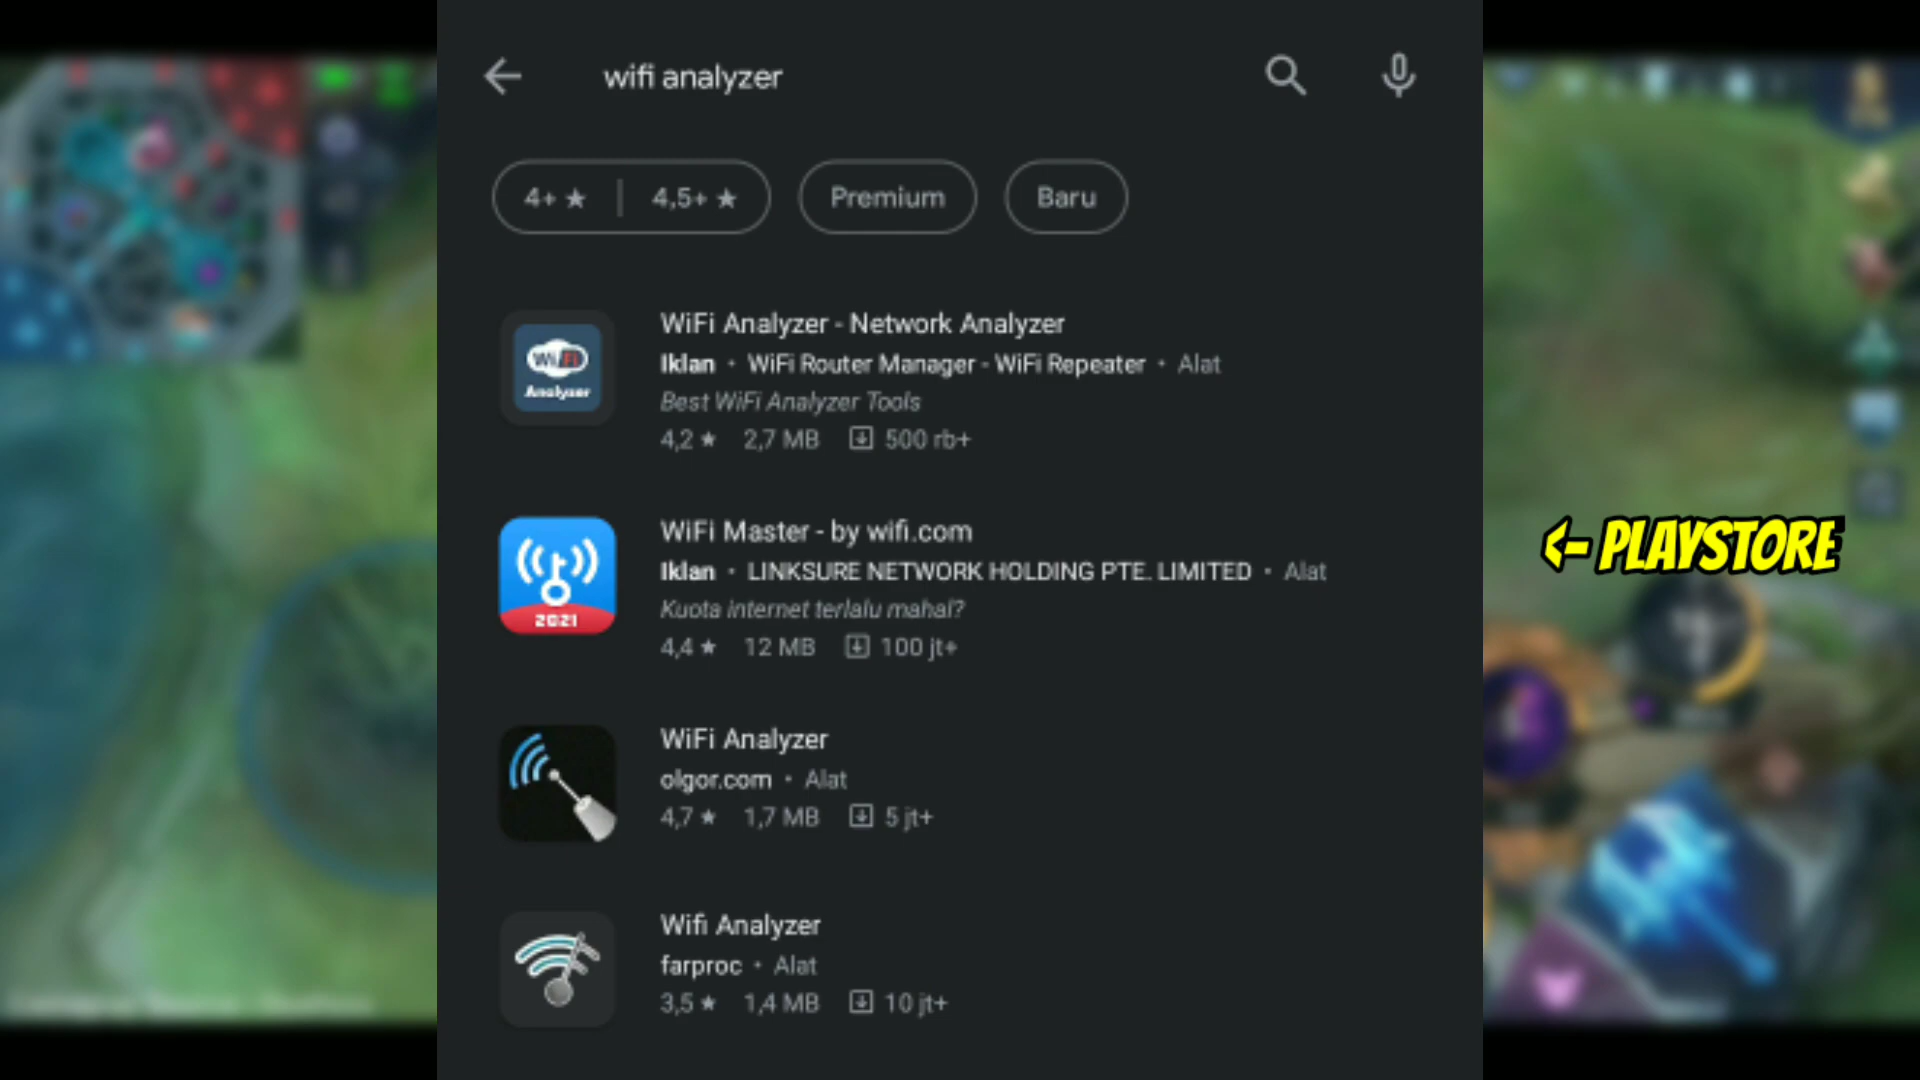 wifi analyzer
4+ ★ | 4,5+ ★
Premium
Baru
WiFi Analyzer - Network Analyzer
Iklan • WiFi Router Manager - WiFi Repeater • Alat
Best WiFi Analyzer Tools
4,2 ★ 2,7 MB 500 rb+
WiFi Analyzer
WiFi Master - by wifi.com
Iklan • LINKSURE NETWORK HOLDING PTE. LIMITED • Alat
Kuota internet terlalu mahal?
4,4 ★ 12 MB 100 jt+
2021
WiFi Analyzer
olgor.com • Alat
4,7 ★ 1,7 MB 5 jt+
Wifi Analyzer
farproc • Alat
3,5 ★ 1,4 MB 10 jt+
<- PLAYSTORE